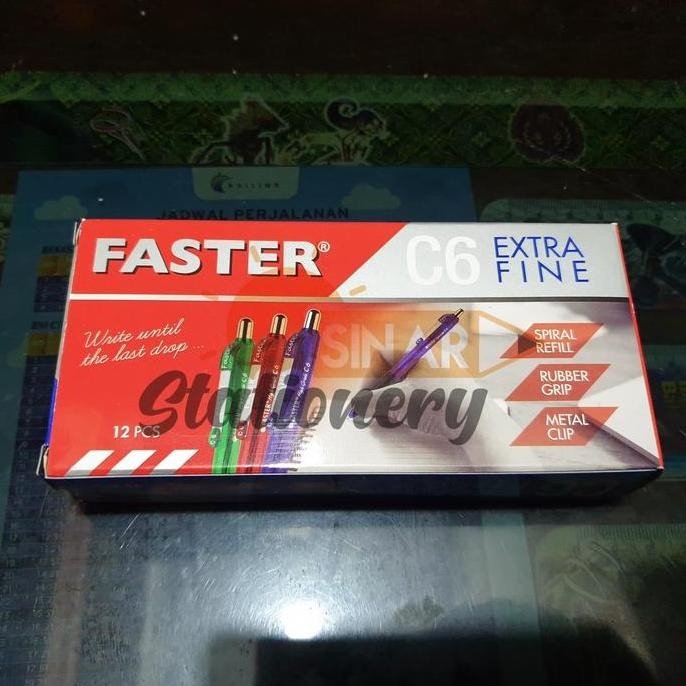 RAILINK
JADWAL PERJALANAN
FASTER®
C6
EXTRA
FINE
Write until
the last drop...
SINAR
Stationery
SPIRAL
REFILL
RUBBER
GRIP
METAL
CLIP
12 PCS